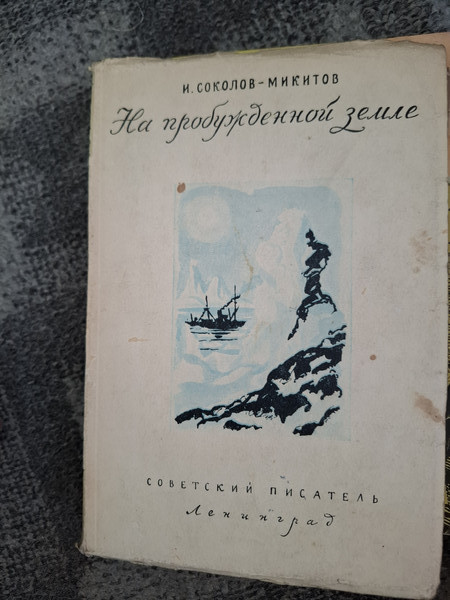 И. СОКОЛОВ-МИКИТОВ
На пробужденной земле
СОВЕТСКИЙ ПИСАТЕЛЬ
Ленинград